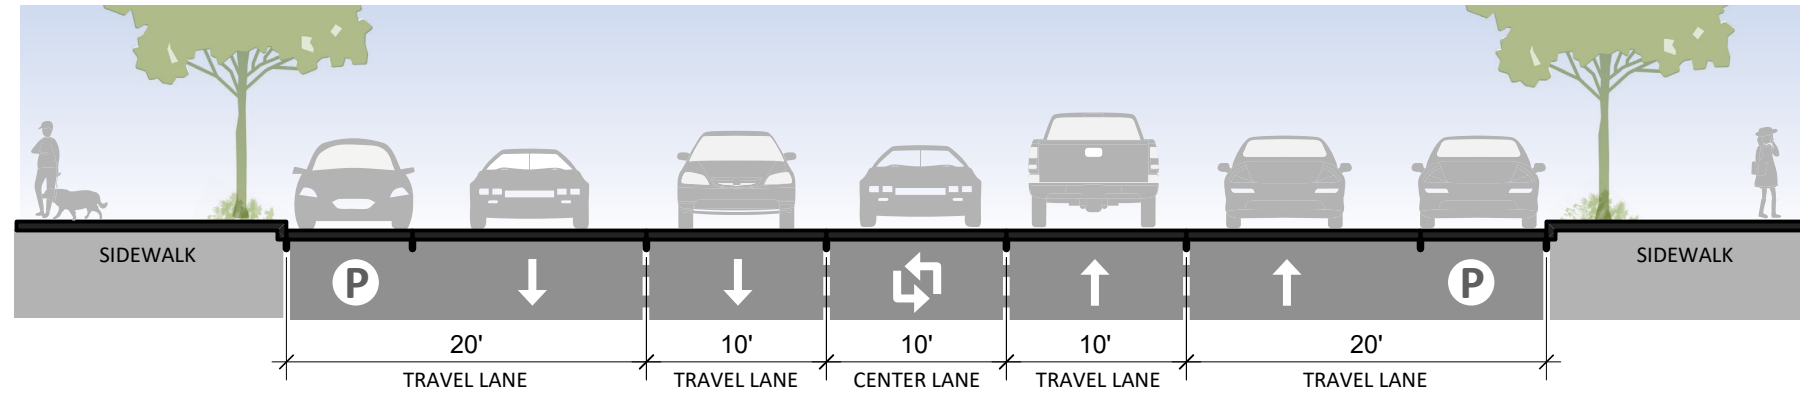 SIDEWALK
SIDEWALK
P
P
20'
10'
10'
10'
20'
TRAVEL LANE
TRAVEL LANE
CENTER LANE
TRAVEL LANE
TRAVEL LANE